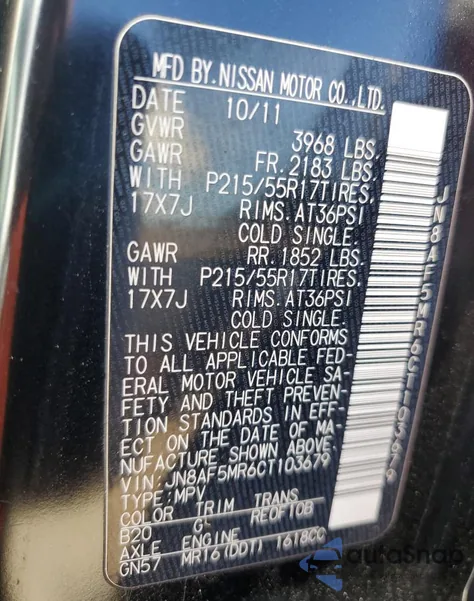 MFD BY. NISSAN MOTOR CO.,LTD.
DATE 10/11
GVWR 3968 LBS.
GAWR FR. 2183 LBS.
WITH P215/55R17TIRES.
17X7J RIMS. AT36PSI
COLD SINGLE.
GAWR RR. 1852 LBS.
WITH P215/55R17TIRES.
17X7J RIMS. AT36PSI
COLD SINGLE.
THIS VEHICLE CONFORMS
TO ALL APPLICABLE FED-
ERAL MOTOR VEHICLE SA-
FETY AND THEFT PREVEN-
TION STANDARDS IN EFF-
ECT ON THE DATE OF MA-
NUFACTURE SHOWN ABOVE.
VIN: JN8AF5MR6CT103679
TYPE: MPV
COLOR TRIM TRANS
B20 G REOF10B
AXLE ENGINE
GN57 MR16(DDT) 1618CC
JN8AF5MR6CT103679
autoSnap